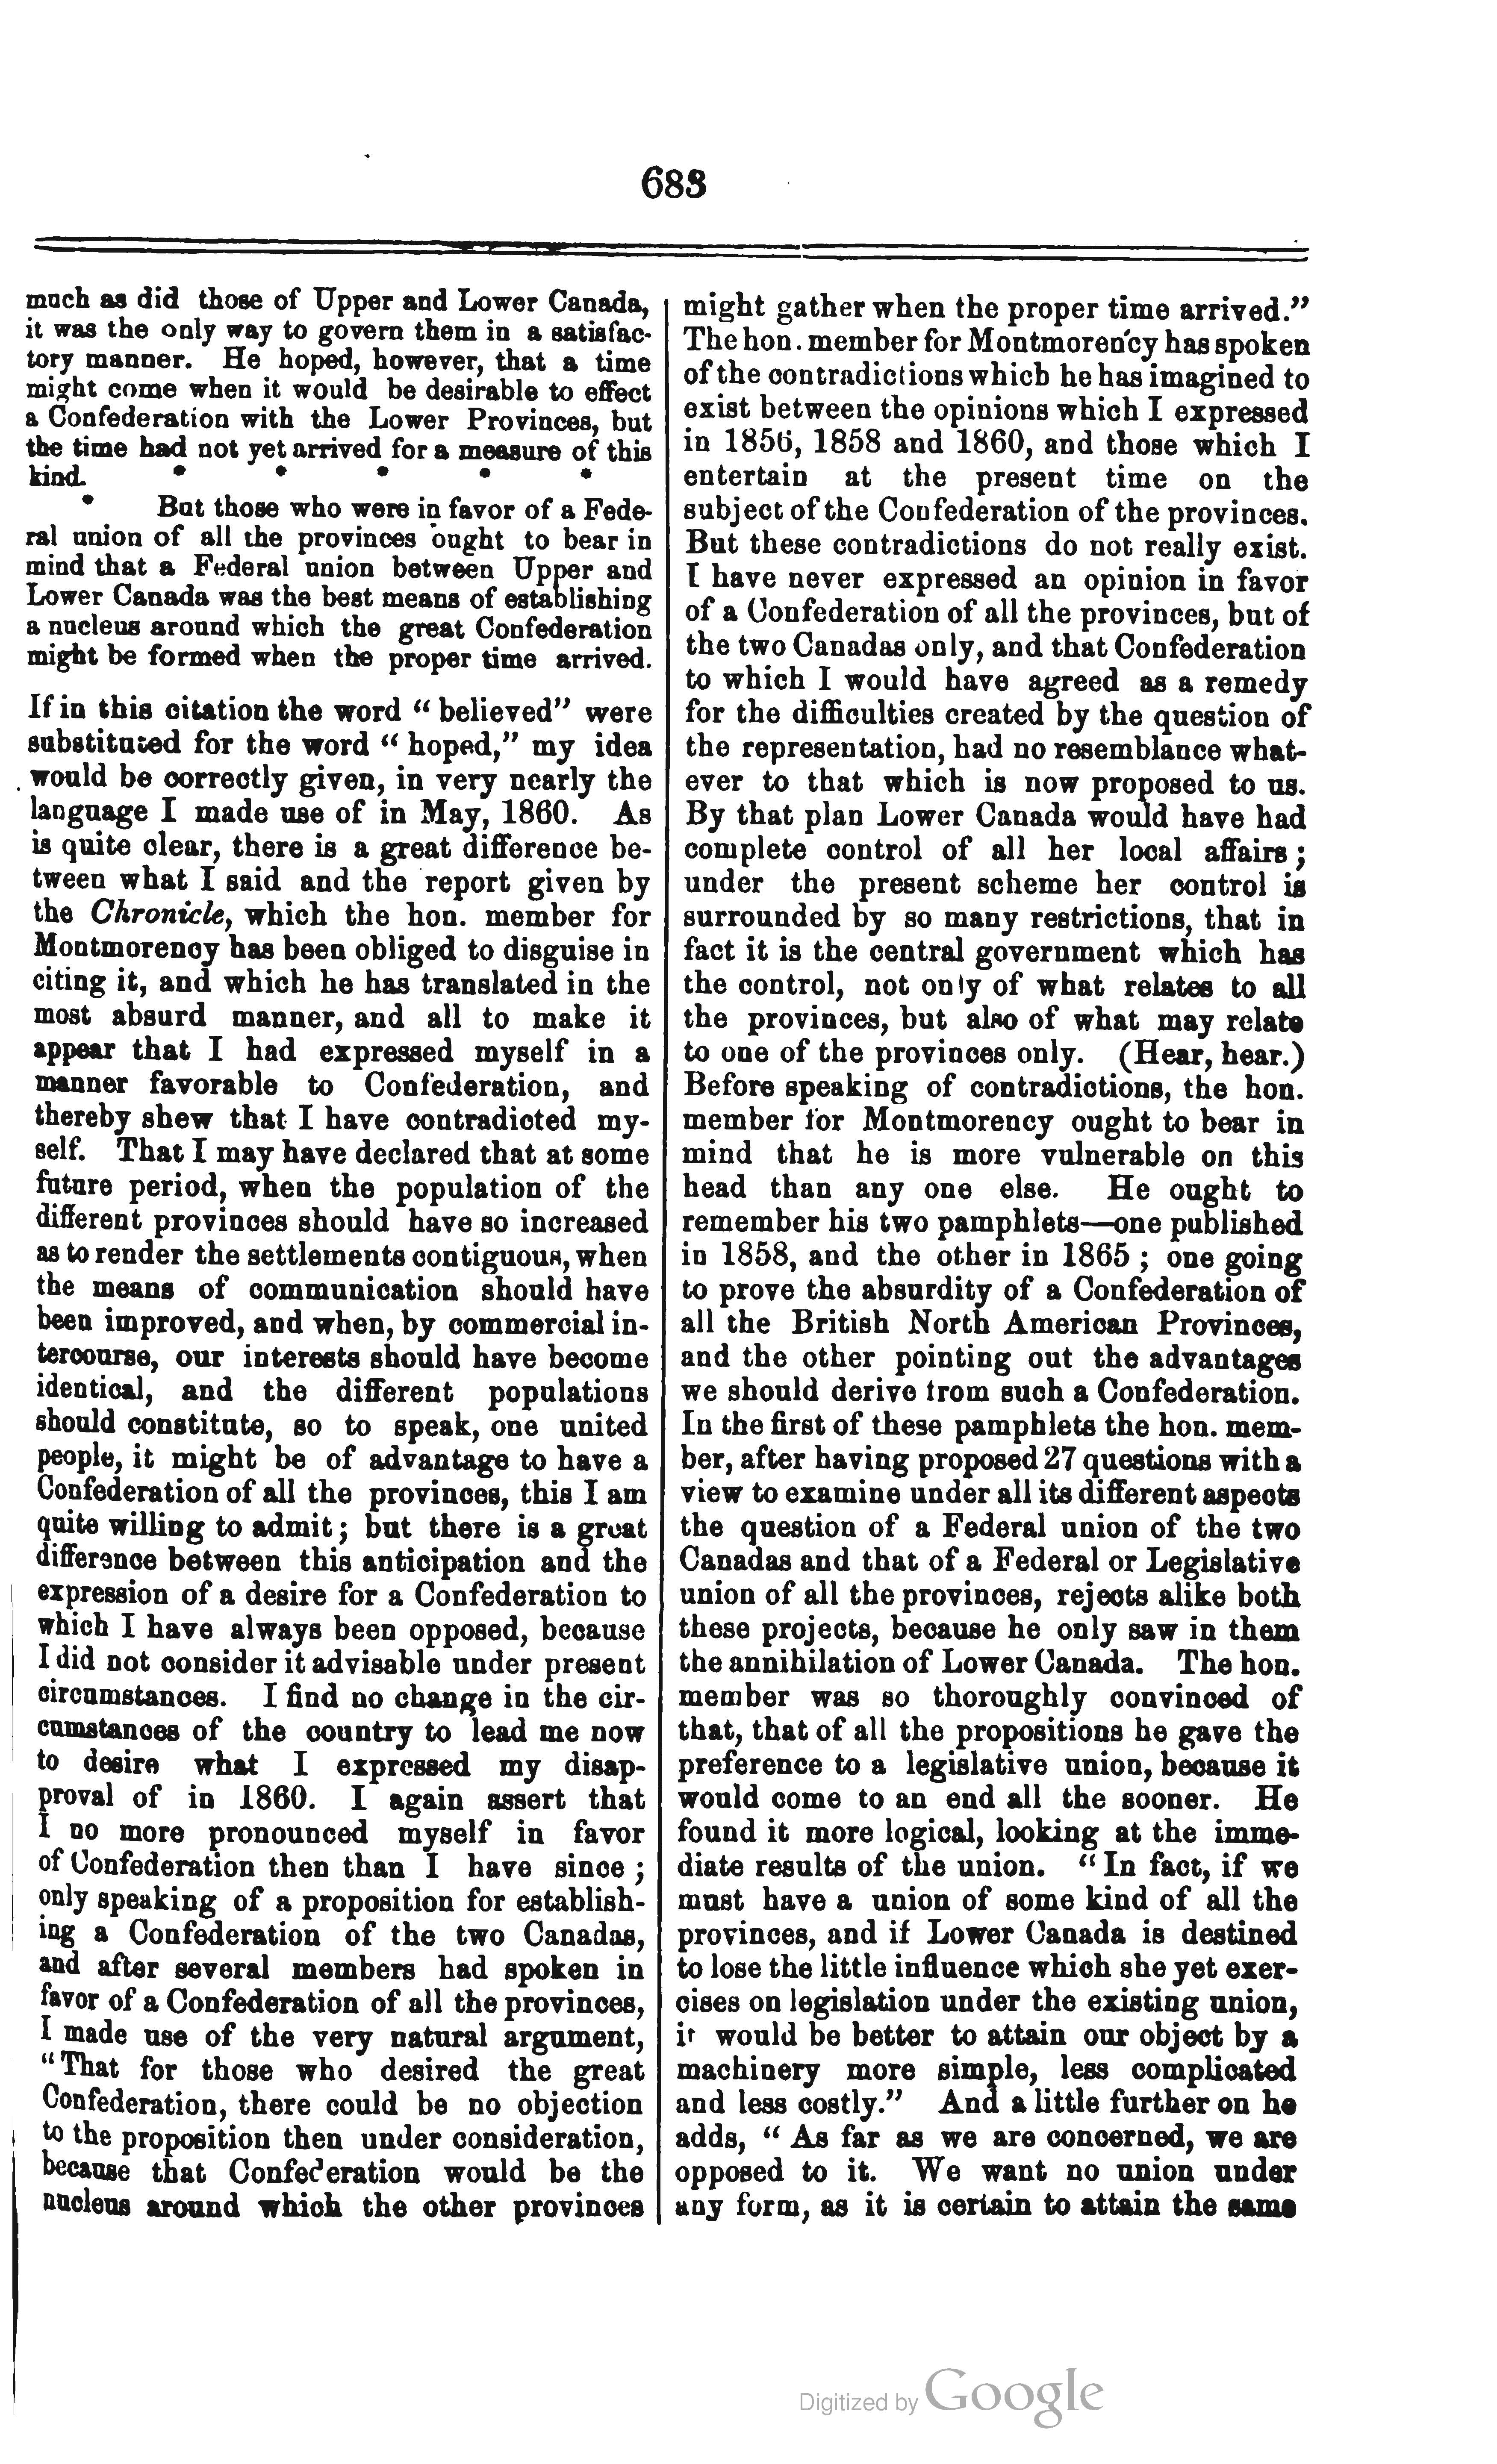 683
much as did those of Upper and Lower Canada,
it was the only way to govern them in a satisfac-
tory manner. He hoped, however, that a time
might come when it would be desirable to effect
a Confederation with the Lower Provinces, but
the time had not yet arrived for a measure of this
kind. * * * * *
* But those who were in favor of a Fede-
ral union of all the provinces ought to bear in
mind that a Federal union between Upper and
Lower Canada was the best means of establishing
a nucleus around which the great Confederation
might be formed when the proper time arrived.
If in this citation the word “ believed” were
substituted for the word “ hoped,” my idea
would be correctly given, in very nearly the
language I made use of in May, 1860. As
is quite clear, there is a great difference be-
tween what I said and the report given by
the Chronicle, which the hon. member for
Montmorency has been obliged to disguise in
citing it, and which he has translated in the
most absurd manner, and all to make it
appear that I had expressed myself in a
manner favorable to Confederation, and
thereby shew that I have contradicted my-
self. That I may have declared that at some
future period, when the population of the
different provinces should have so increased
as to render the settlements contiguous, when
the means of communication should have
been improved, and when, by commercial in-
tercourse, our interests should have become
identical, and the different populations
should constitute, so to speak, one united
people, it might be of advantage to have a
Confederation of all the provinces, this I am
quite willing to admit; but there is a great
difference between this anticipation and the
expression of a desire for a Confederation to
which I have always been opposed, because
I did not consider it advisable under present
circumstances. I find no change in the cir-
cumstances of the country to lead me now
to desire what I expressed my disap-
proval of in 1860. I again assert that
I no more pronounced myself in favor
of Confederation then than I have since ;
only speaking of a proposition for establish-
ing a Confederation of the two Canadas,
and after several members had spoken in
favor of a Confederation of all the provinces,
I made use of the very natural argument,
“That for those who desired the great
Confederation, there could be no objection
to the proposition then under consideration,
because that Confederation would be the
nucleus around which the other provinces
might gather when the proper time arrived.”
The hon. member for Montmorency has spoken
of the contradictions which he has imagined to
exist between the opinions which I expressed
in 1856, 1858 and 1860, and those which I
entertain at the present time on the
subject of the Confederation of the provinces.
But these contradictions do not really exist.
I have never expressed an opinion in favor
of a Confederation of all the provinces, but of
the two Canadas only, and that Confederation
to which I would have agreed as a remedy
for the difficulties created by the question of
the representation, had no resemblance what-
ever to that which is now proposed to us.
By that plan Lower Canada would have had
complete control of all her local affairs ;
under the present scheme her control is
surrounded by so many restrictions, that in
fact it is the central government which has
the control, not only of what relates to all
the provinces, but also of what may relate
to one of the provinces only. (Hear, hear.)
Before speaking of contradictions, the hon.
member for Montmorency ought to bear in
mind that he is more vulnerable on this
head than any one else. He ought to
remember his two pamphlets—one published
in 1858, and the other in 1865 ; one going
to prove the absurdity of a Confederation of
all the British North American Provinces,
and the other pointing out the advantages
we should derive from such a Confederation.
In the first of these pamphlets the hon. mem-
ber, after having proposed 27 questions with a
view to examine under all its different aspects
the question of a Federal union of the two
Canadas and that of a Federal or Legislative
union of all the provinces, rejects alike both
these projects, because he only saw in them
the annihilation of Lower Canada. The hon.
member was so thoroughly convinced of
that, that of all the propositions he gave the
preference to a legislative union, because it
would come to an end all the sooner. He
found it more logical, looking at the imme-
diate results of the union. “ In fact, if we
must have a union of some kind of all the
provinces, and if Lower Canada is destined
to lose the little influence which she yet exer-
cises on legislation under the existing union,
it would be better to attain our object by a
machinery more simple, less complicated
and less costly.” And a little further on he
adds, “ As far as we are concerned, we are
opposed to it. We want no union under
any form, as it is certain to attain the same
Digitized by Google